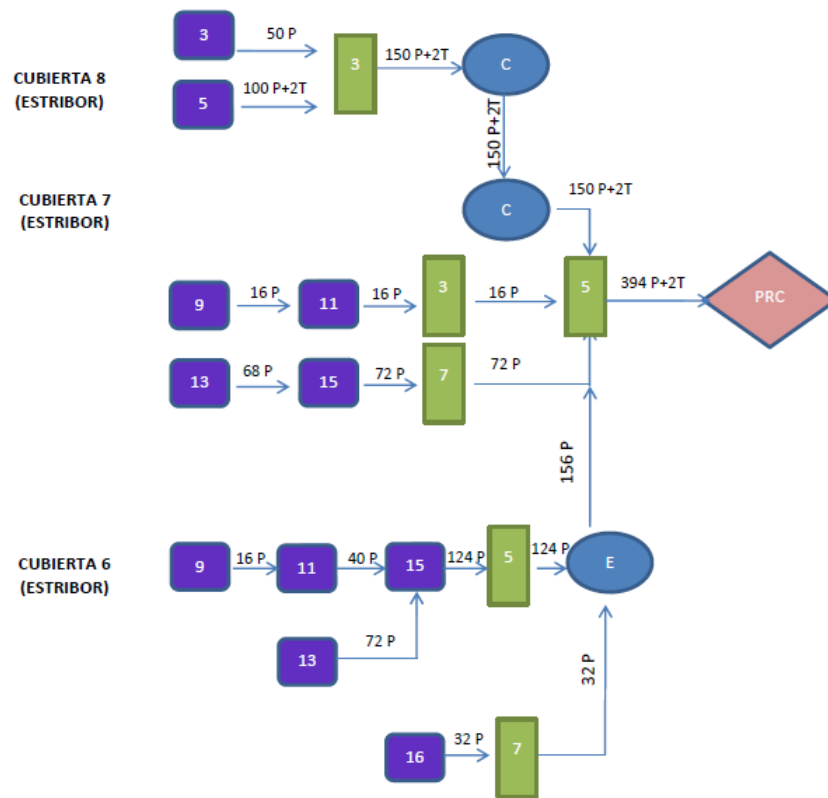 3
50 P
CUBIERTA 8
(ESTRIBOR)
5
100 P+2T
3
150 P+2T
C
150 P+2T
CUBIERTA 7
(ESTRIBOR)
C
150 P+2T
9
16 P
11
16 P
3
16 P
5
394 P+2T
PRC
13
68 P
15
72 P
7
72 P
156 P
CUBIERTA 6
(ESTRIBOR)
9
16 P
11
40 P
15
124 P
5
124 P
E
13
72 P
32 P
16
32 P
7